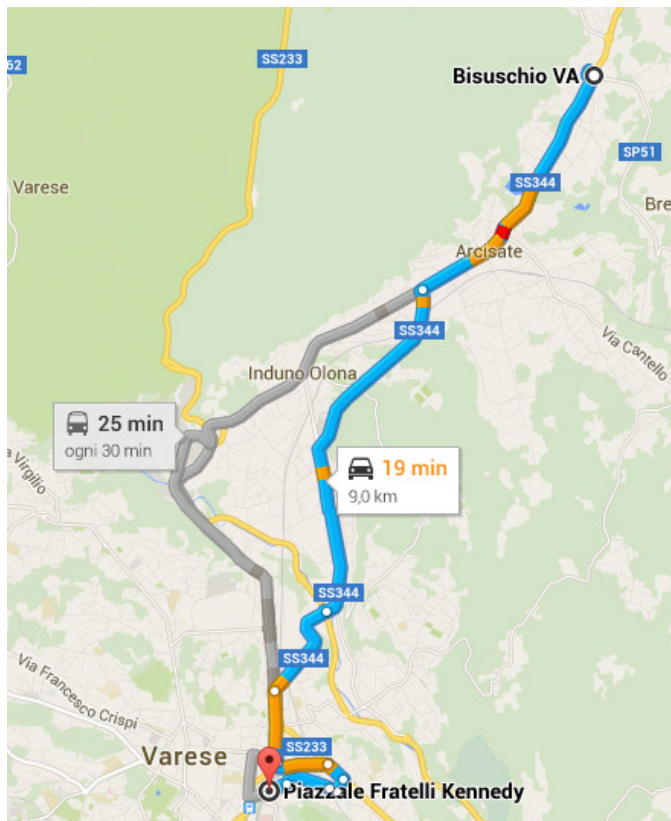 SS233
62
Bisuschio VA
SP51
Varese
SS344
Bre
Arcisate
SS344
Via Cantello
Induno Olona
25 min
ogni 30 min
19 min
9,0 km
Via Virgilio
SS344
SS344
Via Francesco Crispi
Varese
SS233
Piazzale Fratelli Kennedy